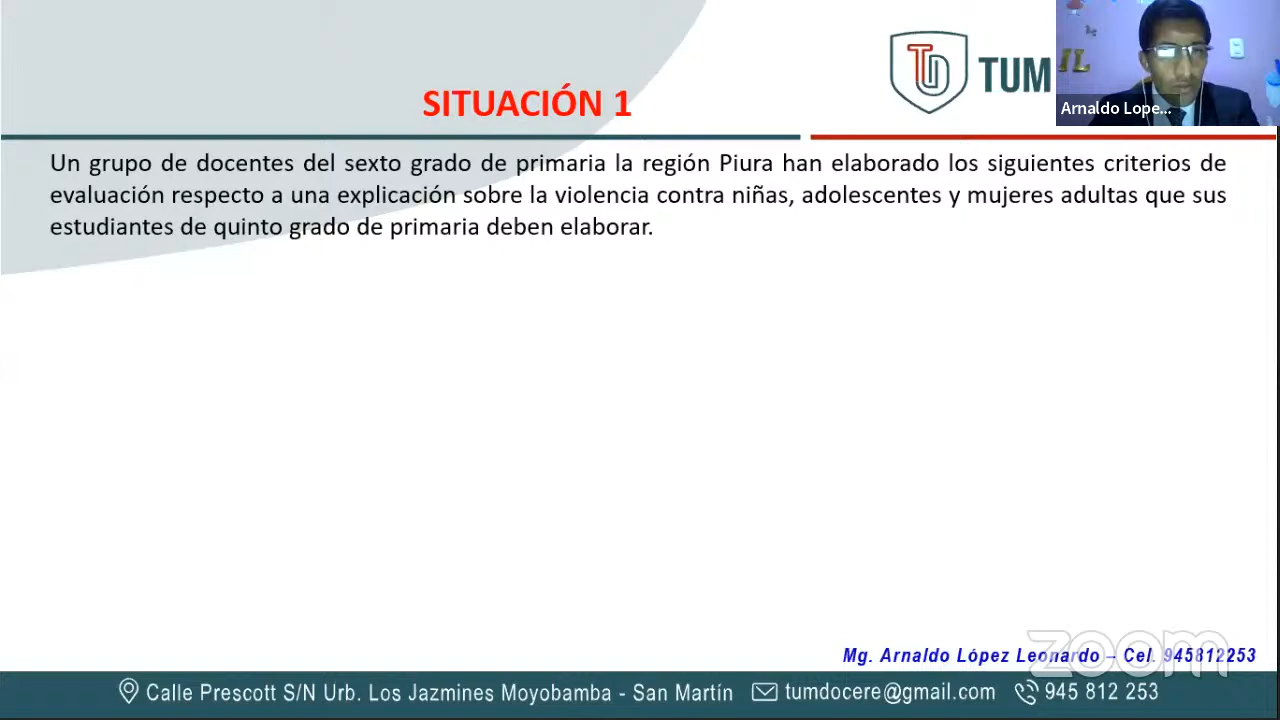 TUM
IL
Arnaldo Lope...
SITUACIÓN 1
Un grupo de docentes del sexto grado de primaria la región Piura han elaborado los siguientes criterios de
evaluación respecto a una explicación sobre la violencia contra niñas, adolescentes y mujeres adultas que sus
estudiantes de quinto grado de primaria deben elaborar.
zoom
Mg. Arnaldo López Leonardo – Cel. 945812253
Calle Prescott S/N Urb. Los Jazmines Moyobamba - San Martín tumdocere@gmail.com 945 812 253